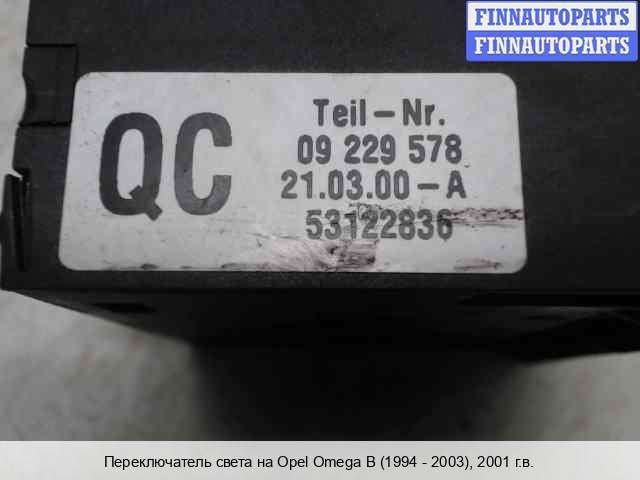 FINNAUTOPARTS
FINNAUTOPARTS
QC
Teil-Nr.
09 229 578
21.03.00-A
53122836
Переключатель света на Opel Omega B (1994 - 2003), 2001 г.в.